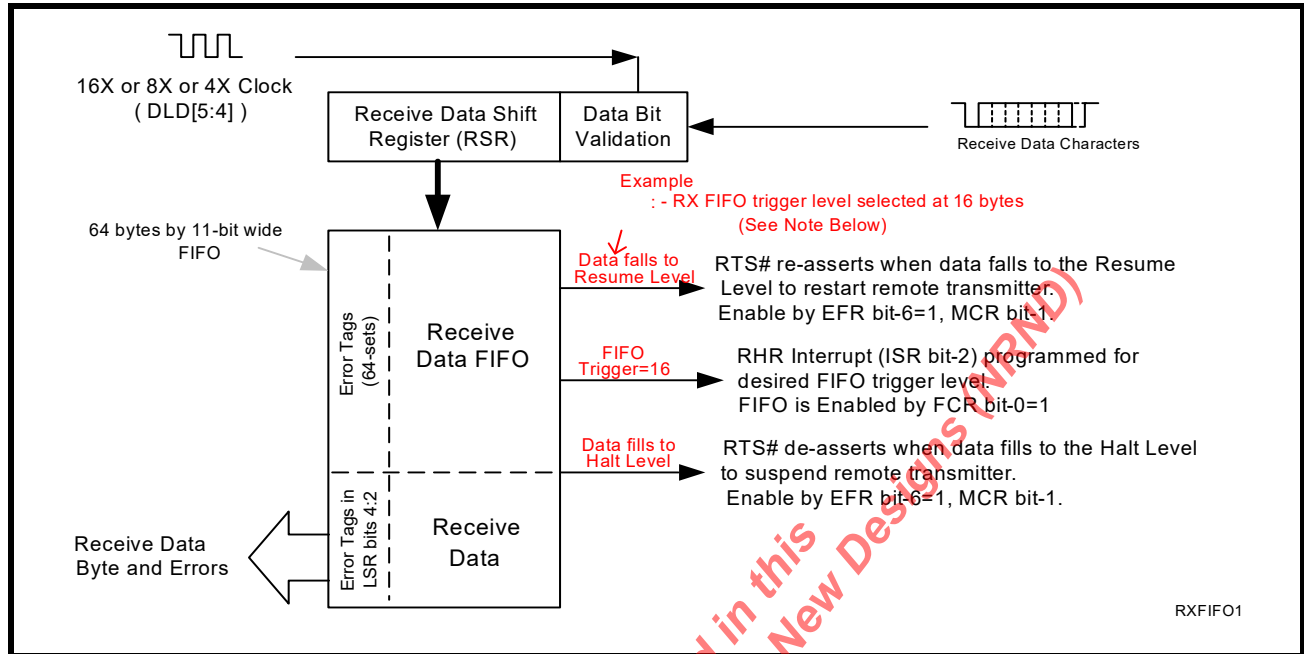 16X or 8X or 4X Clock
( DLD[5:4] )
Receive Data Shift
Register (RSR)
Data Bit
Validation
Receive Data Characters
Example
: - RX FIFO trigger level selected at 16 bytes
(See Note Below)
64 bytes by 11-bit wide
FIFO
Data falls to
Resume Level
RTS# re-asserts when data falls to the Resume
Level to restart remote transmitter.
Enable by EFR bit-6=1, MCR bit-1.
Error Tags
(64-sets)
Receive
Data FIFO
FIFO
Trigger=16
RHR Interrupt (ISR bit-2) programmed for
desired FIFO trigger level.
FIFO is Enabled by FCR bit-0=1
Data fills to
Halt Level
RTS# de-asserts when data fills to the Halt Level
to suspend remote transmitter.
Enable by EFR bit-6=1, MCR bit-1.
Receive Data
Byte and Errors
Error Tags in
LSR bits 4:2
Receive
Data
RXFIFO1
d in this
New Designs (NRND)